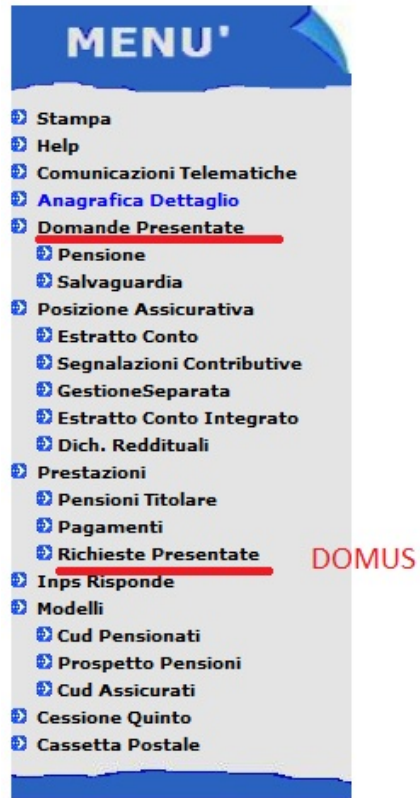 MENU'
Stampa
Help
Comunicazioni Telematiche
Anagrafica Dettaglio
Domande Presentate
Pensione
Salvaguardia
Posizione Assicurativa
Estratto Conto
Segnalazioni Contributive
GestioneSeparata
Estratto Conto Integrato
Dich. Reddituali
Prestazioni
Pensioni Titolare
Pagamenti
Richieste Presentate DOMUS
Inps Risponde
Modelli
Cud Pensionati
Prospetto Pensioni
Cud Assicurati
Cessione Quinto
Cassetta Postale